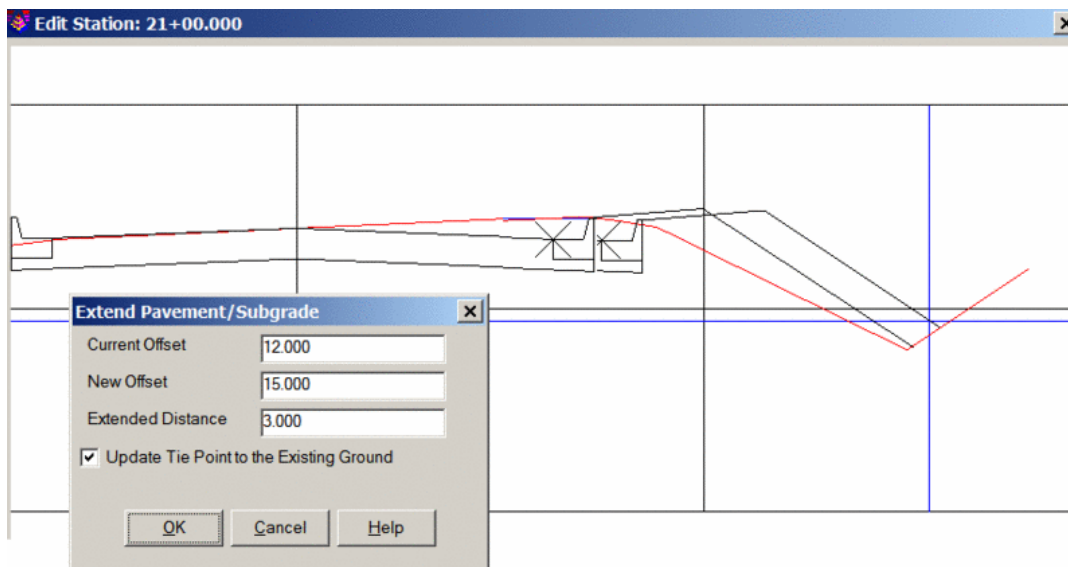 Edit Station: 21+00.000
Extend Pavement/Subgrade
Current Offset 12.000
New Offset 15.000
Extended Distance 3.000
Update Tie Point to the Existing Ground
OK Cancel Help